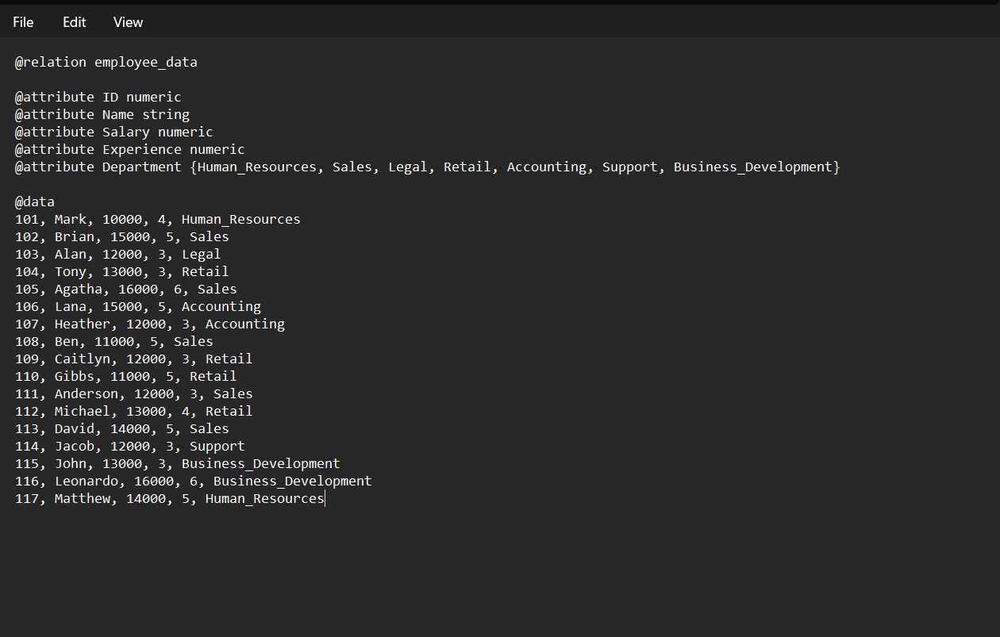 File Edit View
@relation employee_data
@attribute ID numeric
@attribute Name string
@attribute Salary numeric
@attribute Experience numeric
@attribute Department {Human_Resources, Sales, Legal, Retail, Accounting, Support, Business_Development}
@data
101, Mark, 10000, 4, Human_Resources
102, Brian, 15000, 5, Sales
103, Alan, 12000, 3, Legal
104, Tony, 13000, 3, Retail
105, Agatha, 16000, 6, Sales
106, Lana, 15000, 5, Accounting
107, Heather, 12000, 3, Accounting
108, Ben, 11000, 5, Sales
109, Caitlyn, 12000, 3, Retail
110, Gibbs, 11000, 5, Retail
111, Anderson, 12000, 3, Sales
112, Michael, 13000, 4, Retail
113, David, 14000, 5, Sales
114, Jacob, 12000, 3, Support
115, John, 13000, 3, Business_Development
116, Leonardo, 16000, 6, Business_Development
117, Matthew, 14000, 5, Human_Resources